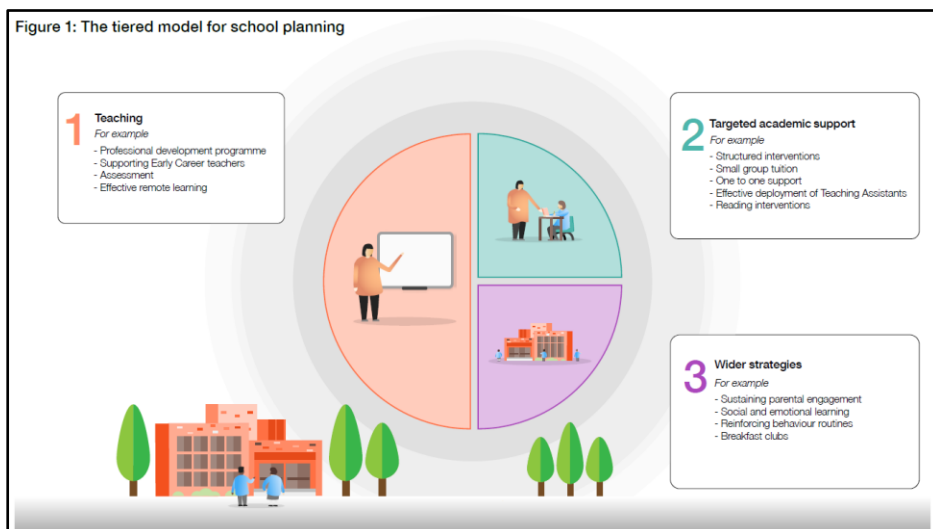 Figure 1: The tiered model for school planning
1
Teaching
For example
- Professional development programme
- Supporting Early Career teachers
- Assessment
- Effective remote learning
2
Targeted academic support
For example
- Structured interventions
- Small group tuition
- One to one support
- Effective deployment of Teaching Assistants
- Reading interventions
3
Wider strategies
For example
- Sustaining parental engagement
- Social and emotional learning
- Reinforcing behaviour routines
- Breakfast clubs